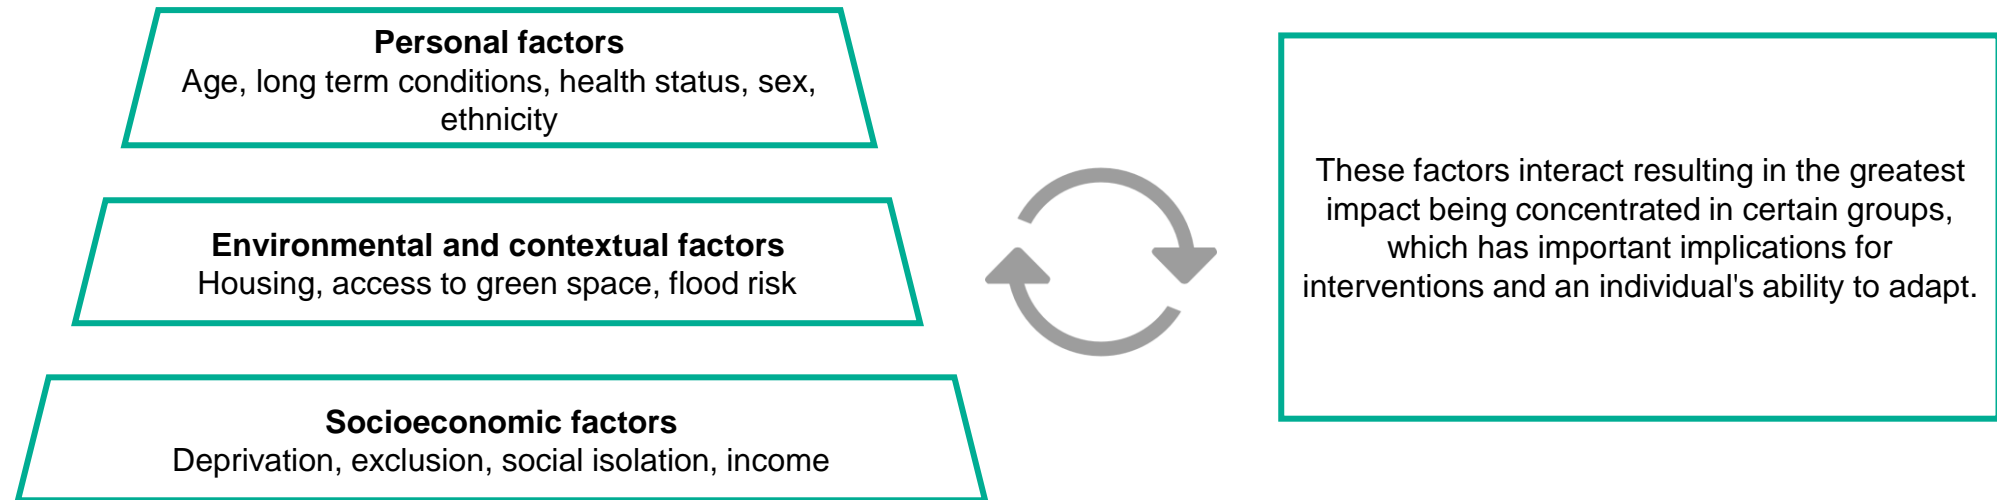 Personal factors
Age, long term conditions, health status, sex,
ethnicity
Environmental and contextual factors
Housing, access to green space, flood risk
Socioeconomic factors
Deprivation, exclusion, social isolation, income
These factors interact resulting in the greatest
impact being concentrated in certain groups,
which has important implications for
interventions and an individual's ability to adapt.